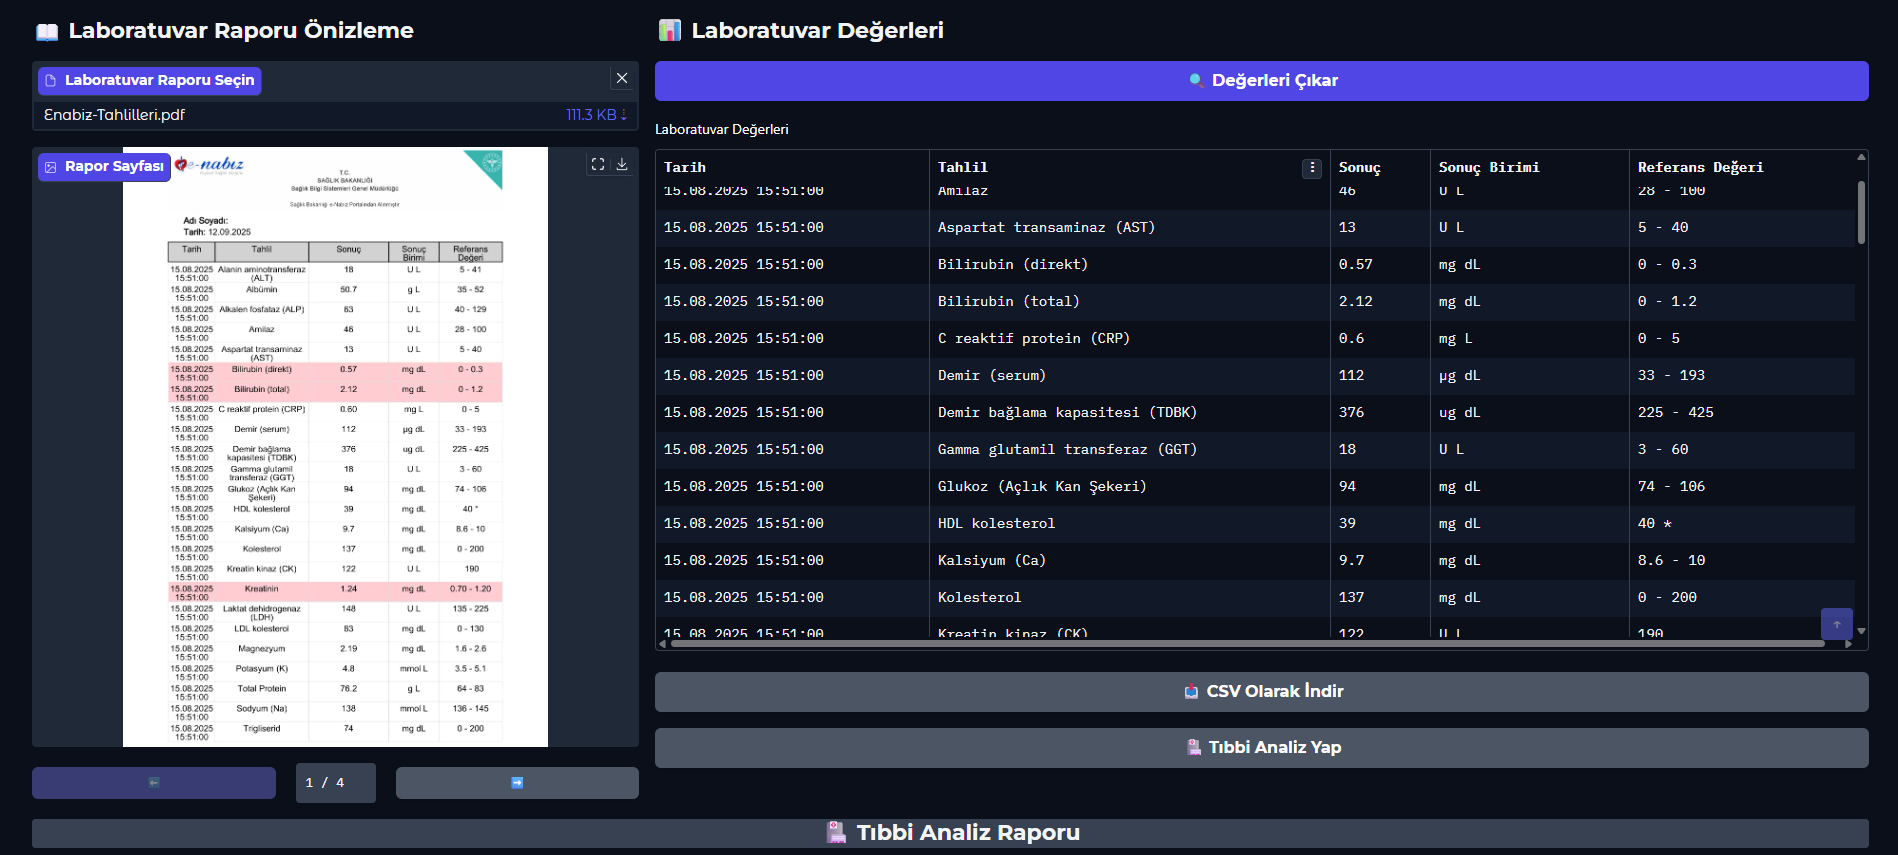 Laboratuvar Raporu Önizleme
Laboratuvar Raporu Seçin
Enabiz-Tahlilleri.pdf 111.3 KB ↓
Rapor Sayfası
e-nabız
T.C.
SAĞLIK BAKANLIĞI
Sağlık Bilgi Sistemleri Genel Müdürlüğü
Sağlık Bakanlığı e-Nabız Portalından Alınmıştır
Adı Soyadı:
Tarih: 12.09.2025
Tarih Tahlil Sonuç Sonuç Birimi Referans Değeri
15.08.2025 15:51:00 Alanin aminotransferaz (ALT) 18 U L 5 - 41
15.08.2025 15:51:00 Albümin 50.7 g L 35 - 52
15.08.2025 15:51:00 Alkalen fosfataz (ALP) 63 U L 40 - 129
15.08.2025 15:51:00 Amilaz 46 U L 28 - 100
15.08.2025 15:51:00 Aspartat transaminaz (AST) 13 U L 5 - 40
15.08.2025 15:51:00 Bilirubin (direkt) 0.57 mg dL 0 - 0.3
15.08.2025 15:51:00 Bilirubin (total) 2.12 mg dL 0 - 1.2
15.08.2025 15:51:00 C reaktif protein (CRP) 0.60 mg L 0 - 5
15.08.2025 15:51:00 Demir (serum) 112 µg dL 33 - 193
15.08.2025 15:51:00 Demir bağlama kapasitesi (TDBK) 376 ug dL 225 - 425
15.08.2025 15:51:00 Gamma glutamil transferaz (GGT) 18 U L 3 - 60
15.08.2025 15:51:00 Glukoz (Açlık Kan Şekeri) 94 mg dL 74 - 106
15.08.2025 15:51:00 HDL kolesterol 39 mg dL 40 *
15.08.2025 15:51:00 Kalsiyum (Ca) 9.7 mg dL 8.6 - 10
15.08.2025 15:51:00 Kolesterol 137 mg dL 0 - 200
15.08.2025 15:51:00 Kreatin kinaz (CK) 122 U L 190
15.08.2025 15:51:00 Kreatinin 1.24 mg dL 0.70 - 1.20
15.08.2025 15:51:00 Laktat dehidrogenaz (LDH) 148 U L 135 - 225
15.08.2025 15:51:00 LDL kolesterol 83 mg dL 0 - 130
15.08.2025 15:51:00 Magnezyum 2.19 mg dL 1.6 - 2.6
15.08.2025 15:51:00 Potasyum (K) 4.8 mmol L 3.5 - 5.1
15.08.2025 15:51:00 Total Protein 76.2 g L 64 - 83
15.08.2025 15:51:00 Sodyum (Na) 138 mmol L 136 - 145
15.08.2025 15:51:00 Trigliserid 74 mg dL 0 - 200
1 / 4
Laboratuvar Değerleri
Değerleri Çıkar
Laboratuvar Değerleri
Tarih Tahlil Sonuç Sonuç Birimi Referans Değeri
15.08.2025 15:51:00 Amilaz 46 U L 28 - 100
15.08.2025 15:51:00 Aspartat transaminaz (AST) 13 U L 5 - 40
15.08.2025 15:51:00 Bilirubin (direkt) 0.57 mg dL 0 - 0.3
15.08.2025 15:51:00 Bilirubin (total) 2.12 mg dL 0 - 1.2
15.08.2025 15:51:00 C reaktif protein (CRP) 0.6 mg L 0 - 5
15.08.2025 15:51:00 Demir (serum) 112 µg dL 33 - 193
15.08.2025 15:51:00 Demir bağlama kapasitesi (TDBK) 376 ug dL 225 - 425
15.08.2025 15:51:00 Gamma glutamil transferaz (GGT) 18 U L 3 - 60
15.08.2025 15:51:00 Glukoz (Açlık Kan Şekeri) 94 mg dL 74 - 106
15.08.2025 15:51:00 HDL kolesterol 39 mg dL 40 *
15.08.2025 15:51:00 Kalsiyum (Ca) 9.7 mg dL 8.6 - 10
15.08.2025 15:51:00 Kolesterol 137 mg dL 0 - 200
15.08.2025 15:51:00 Kreatin kinaz (CK) 122 U L 190
CSV Olarak İndir
Tıbbi Analiz Yap
Tıbbi Analiz Raporu